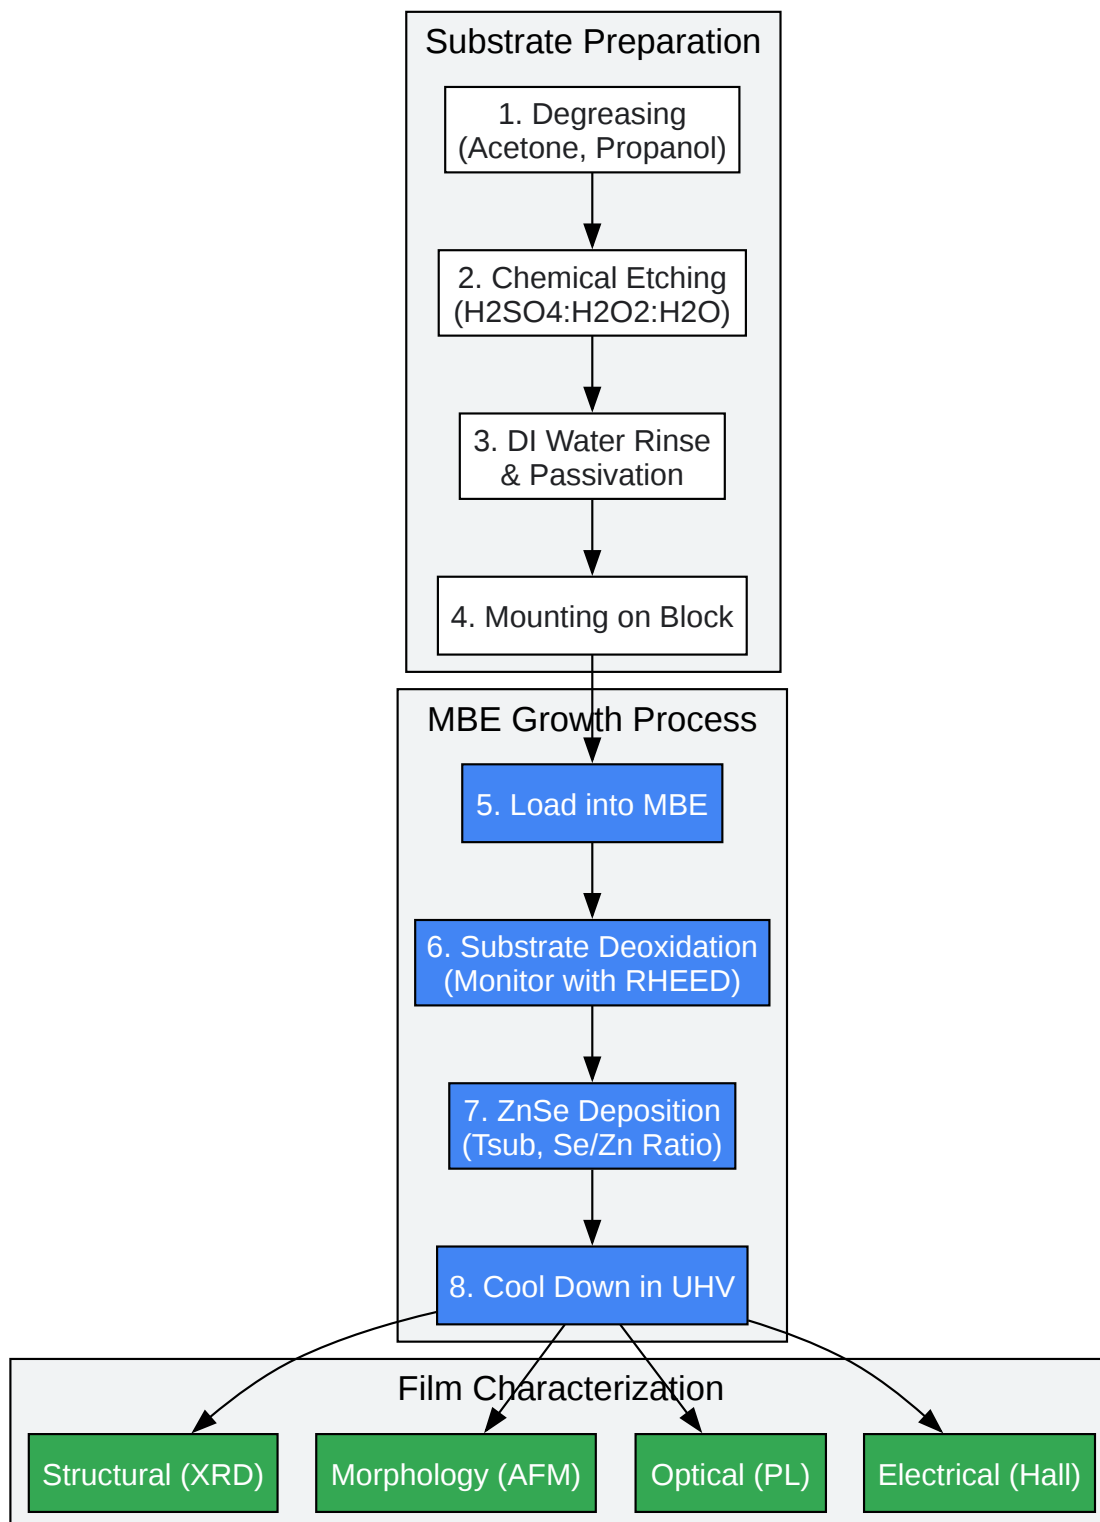 Substrate Preparation
1. Degreasing
(Acetone, Propanol)
2. Chemical Etching
(H2SO4:H2O2:H2O)
3. DI Water Rinse
& Passivation
4. Mounting on Block
MBE Growth Process
5. Load into MBE
6. Substrate Deoxidation
(Monitor with RHEED)
7. ZnSe Deposition
(Tsub, Se/Zn Ratio)
8. Cool Down in UHV
Film Characterization
Structural (XRD)
Morphology (AFM)
Optical (PL)
Electrical (Hall)